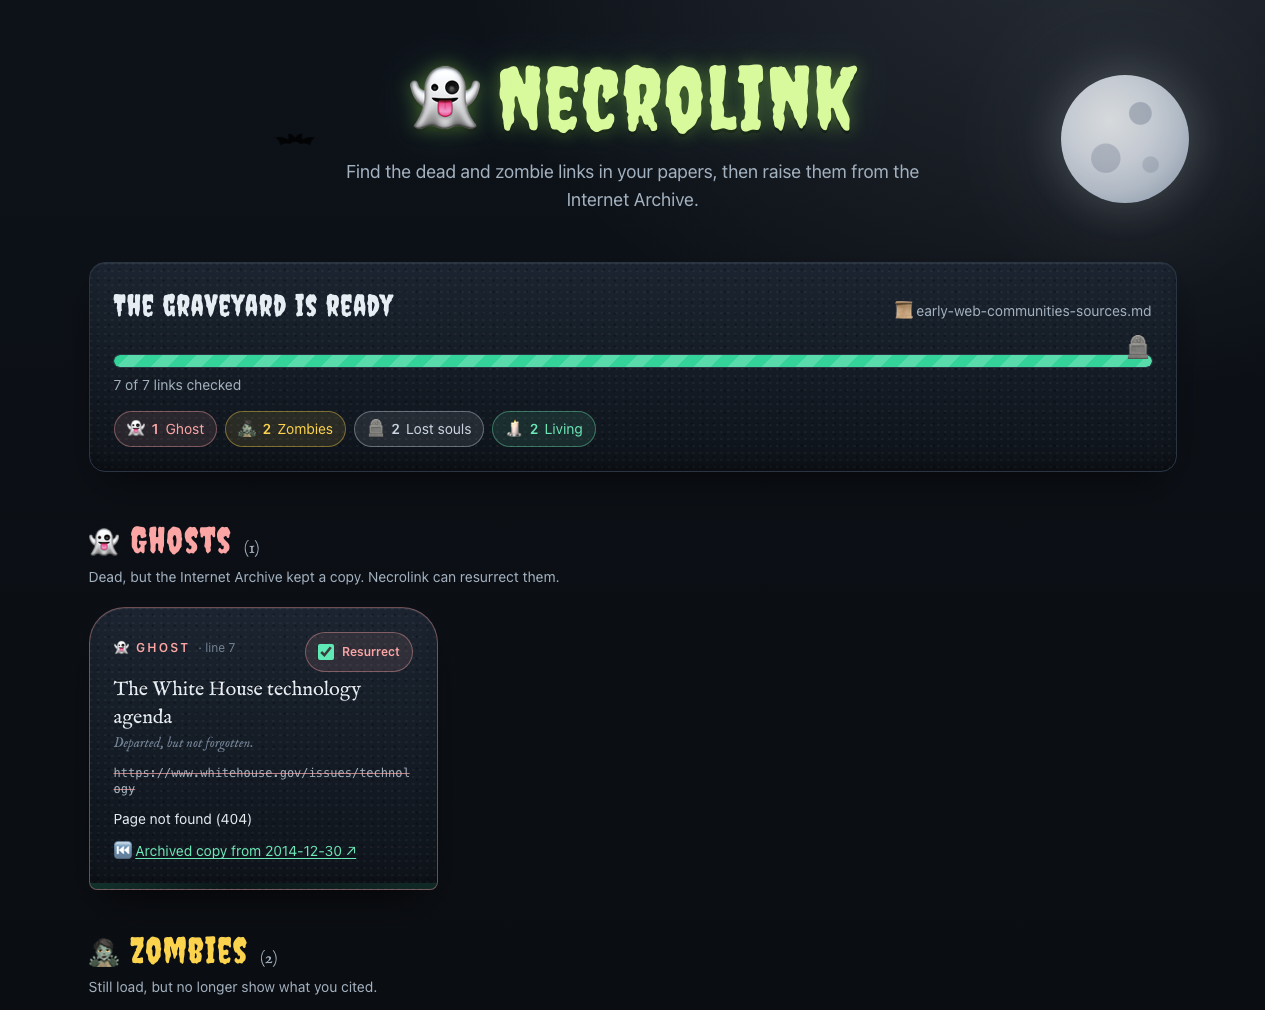 NECROLINK
Find the dead and zombie links in your papers, then raise them from the
Internet Archive.
THE GRAVEYARD IS READY
early-web-communities-sources.md
7 of 7 links checked
1 Ghost
2 Zombies
2 Lost souls
2 Living
GHOSTS (1)
Dead, but the Internet Archive kept a copy. Necrolink can resurrect them.
GHOST · line 7
Resurrect
The White House technology
agenda
Departed, but not forgotten.
https://www.whitehouse.gov/issues/technol
ogy
Page not found (404)
Archived copy from 2014-12-30 ↗
ZOMBIES (2)
Still load, but no longer show what you cited.